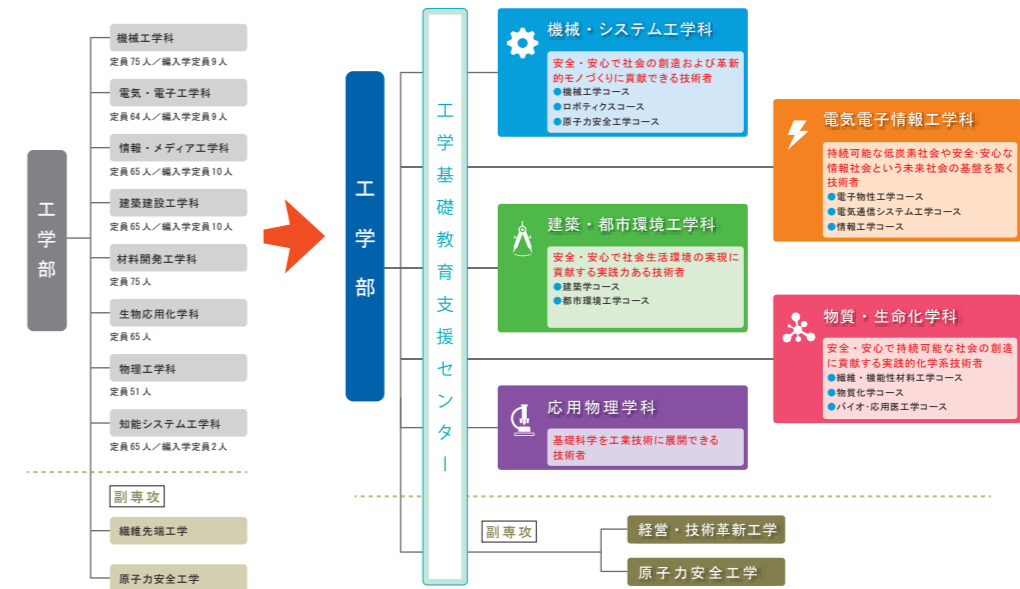 工学部
機械工学科
定員75人／編入学定員9人
電気・電子工学科
定員64人／編入学定員9人
情報・メディア工学科
定員65人／編入学定員10人
建築建設工学科
定員65人／編入学定員10人
材料開発工学科
定員75人
生物応用化学科
定員65人
物理工学科
定員51人
知能システム工学科
定員65人／編入学定員2人
副専攻
繊維先端工学
原子力安全工学
工学部
工学基礎教育支援センター
機械・システム工学科
安全・安心で社会の創造および革新
的モノづくりに貢献できる技術者
●機械工学コース
●ロボティクスコース
●原子力安全工学コース
電気電子情報工学科
持続可能な低炭素社会や安全・安心な
情報社会という未来社会の基盤を築く
技術者
●電子物性工学コース
●電気通信システム工学コース
●情報工学コース
建築・都市環境工学科
安全・安心で社会生活環境の実現に
貢献する実践力ある技術者
●建築学コース
●都市環境工学コース
物質・生命化学科
安全・安心で持続可能な社会の創造
に貢献する実践的化学系技術者
●繊維・機能性材料工学コース
●物質化学コース
●バイオ・応用医工学コース
応用物理学科
基礎科学を工業技術に展開できる
技術者
副専攻
経営・技術革新工学
原子力安全工学